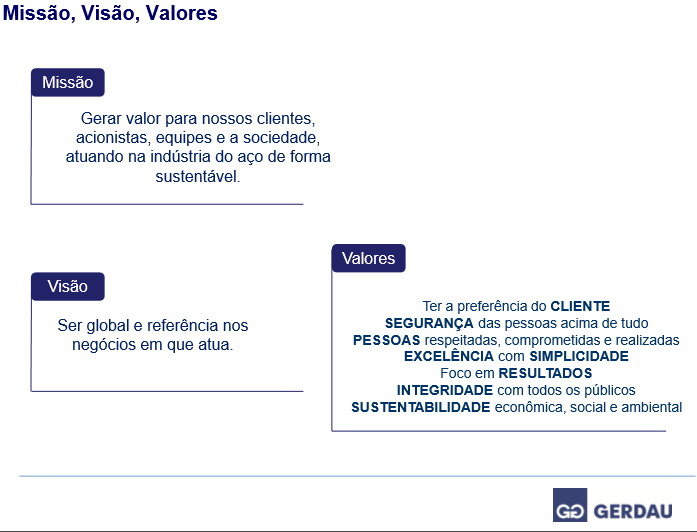 Missão, Visão, Valores
Missão
Gerar valor para nossos clientes,
acionistas, equipes e a sociedade,
atuando na indústria do aço de forma
sustentável.
Visão
Ser global e referência nos
negócios em que atua.
Valores
Ter a preferência do CLIENTE
SEGURANÇA das pessoas acima de tudo
PESSOAS respeitadas, comprometidas e realizadas
EXCELÊNCIA com SIMPLICIDADE
Foco em RESULTADOS
INTEGRIDADE com todos os públicos
SUSTENTABILIDADE econômica, social e ambiental
GERDAU